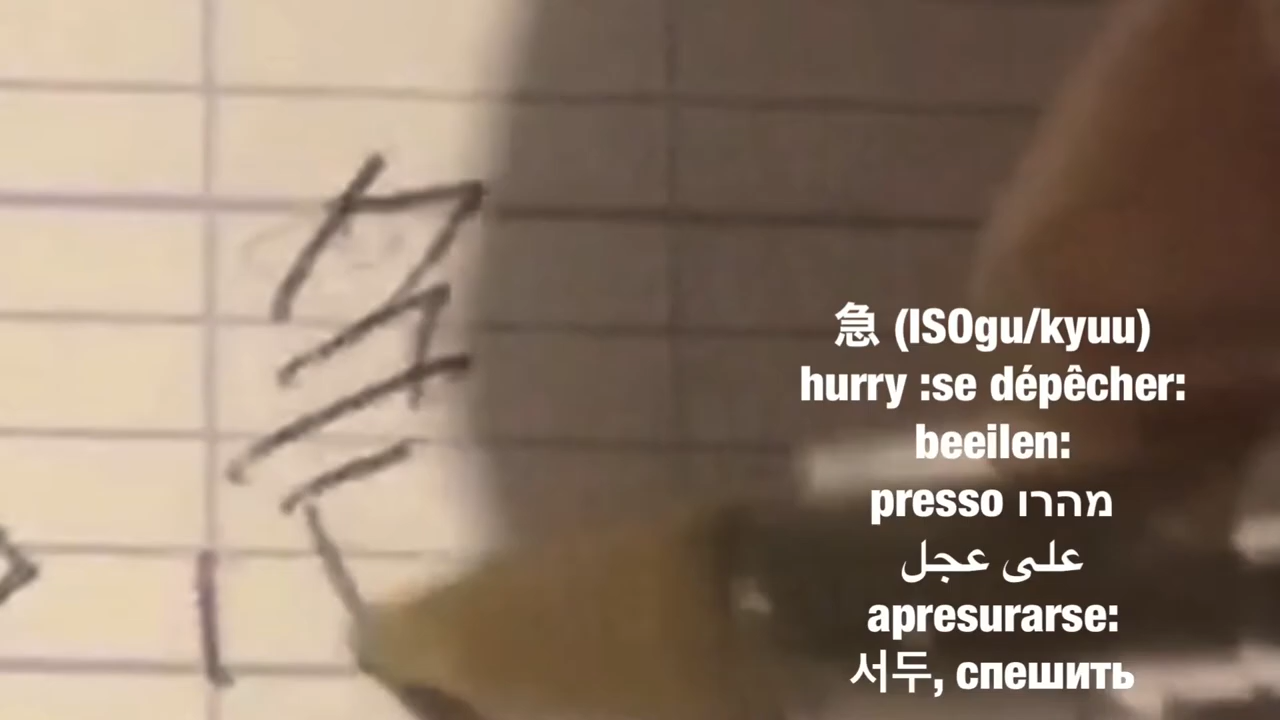 急 (ISOgu/kyuu)
hurry :se dépêcher:
beeilen:
presso מהרו
على عجل
apresurarse:
서두, спешить